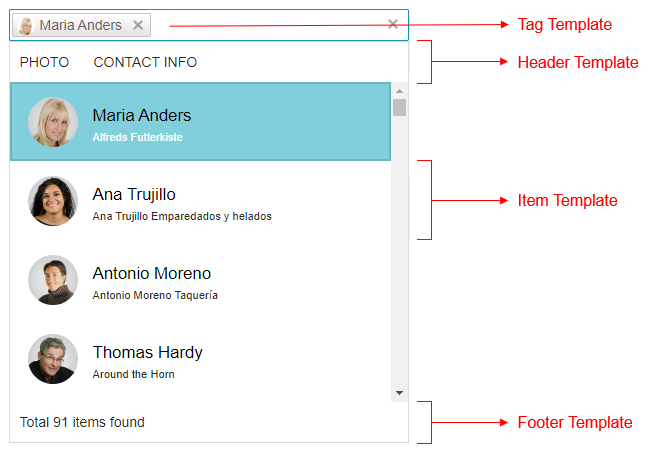 Maria Anders
Tag Template
PHOTO CONTACT INFO
Header Template
Maria Anders
Alfreds Futterkiste
Ana Trujillo
Ana Trujillo Emparedados y helados
Item Template
Antonio Moreno
Antonio Moreno Taquería
Thomas Hardy
Around the Horn
Total 91 items found
Footer Template